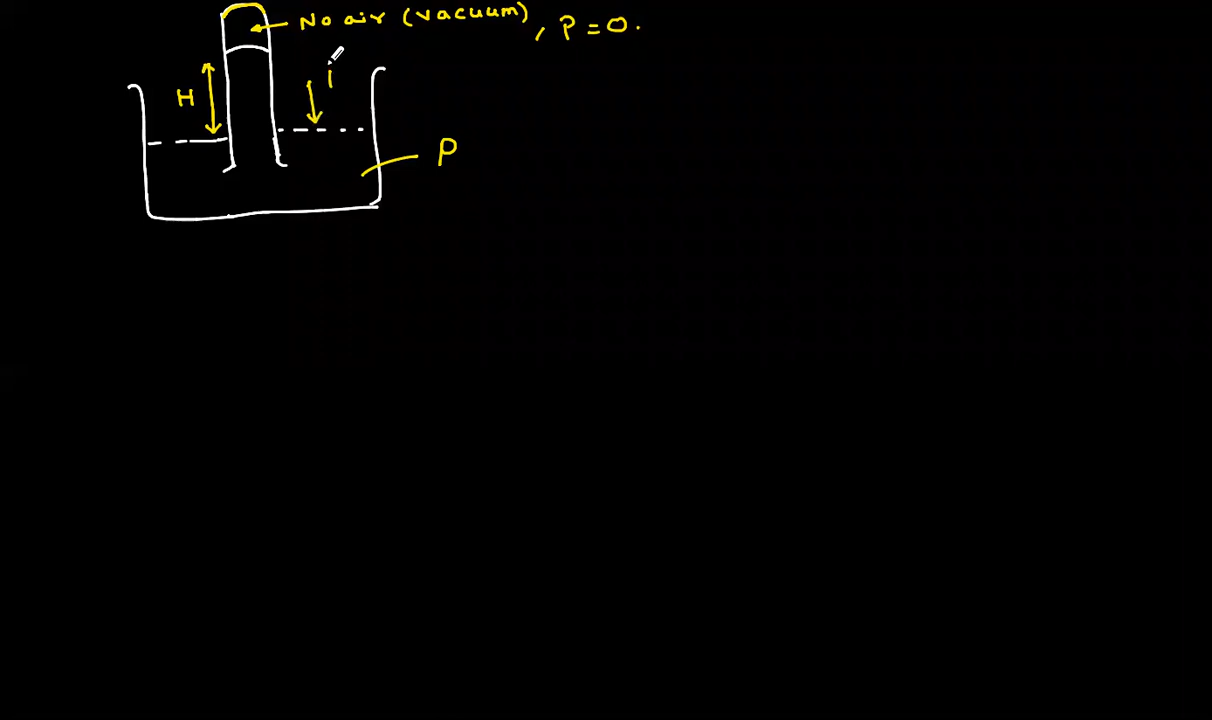 No air (vacuum), P = 0.
H
P